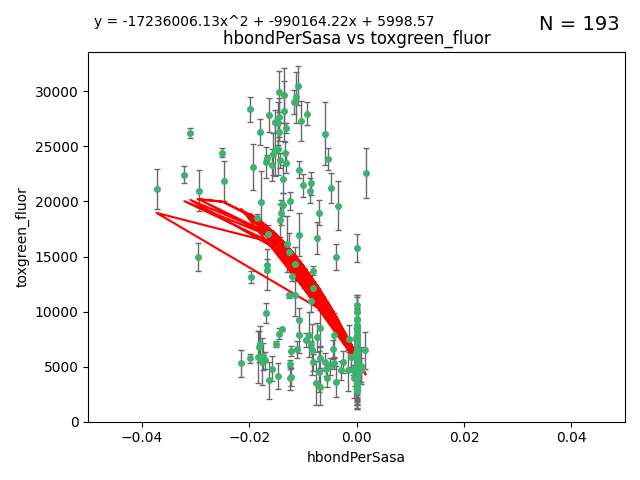 y = -17236006.13x^2 + -990164.22x + 5998.57
N = 193
hbondPerSasa vs toxgreen_fluor
toxgreen_fluor
30000
25000
20000
15000
10000
5000
0
−0.04
−0.02
0.00
0.02
0.04
hbondPerSasa